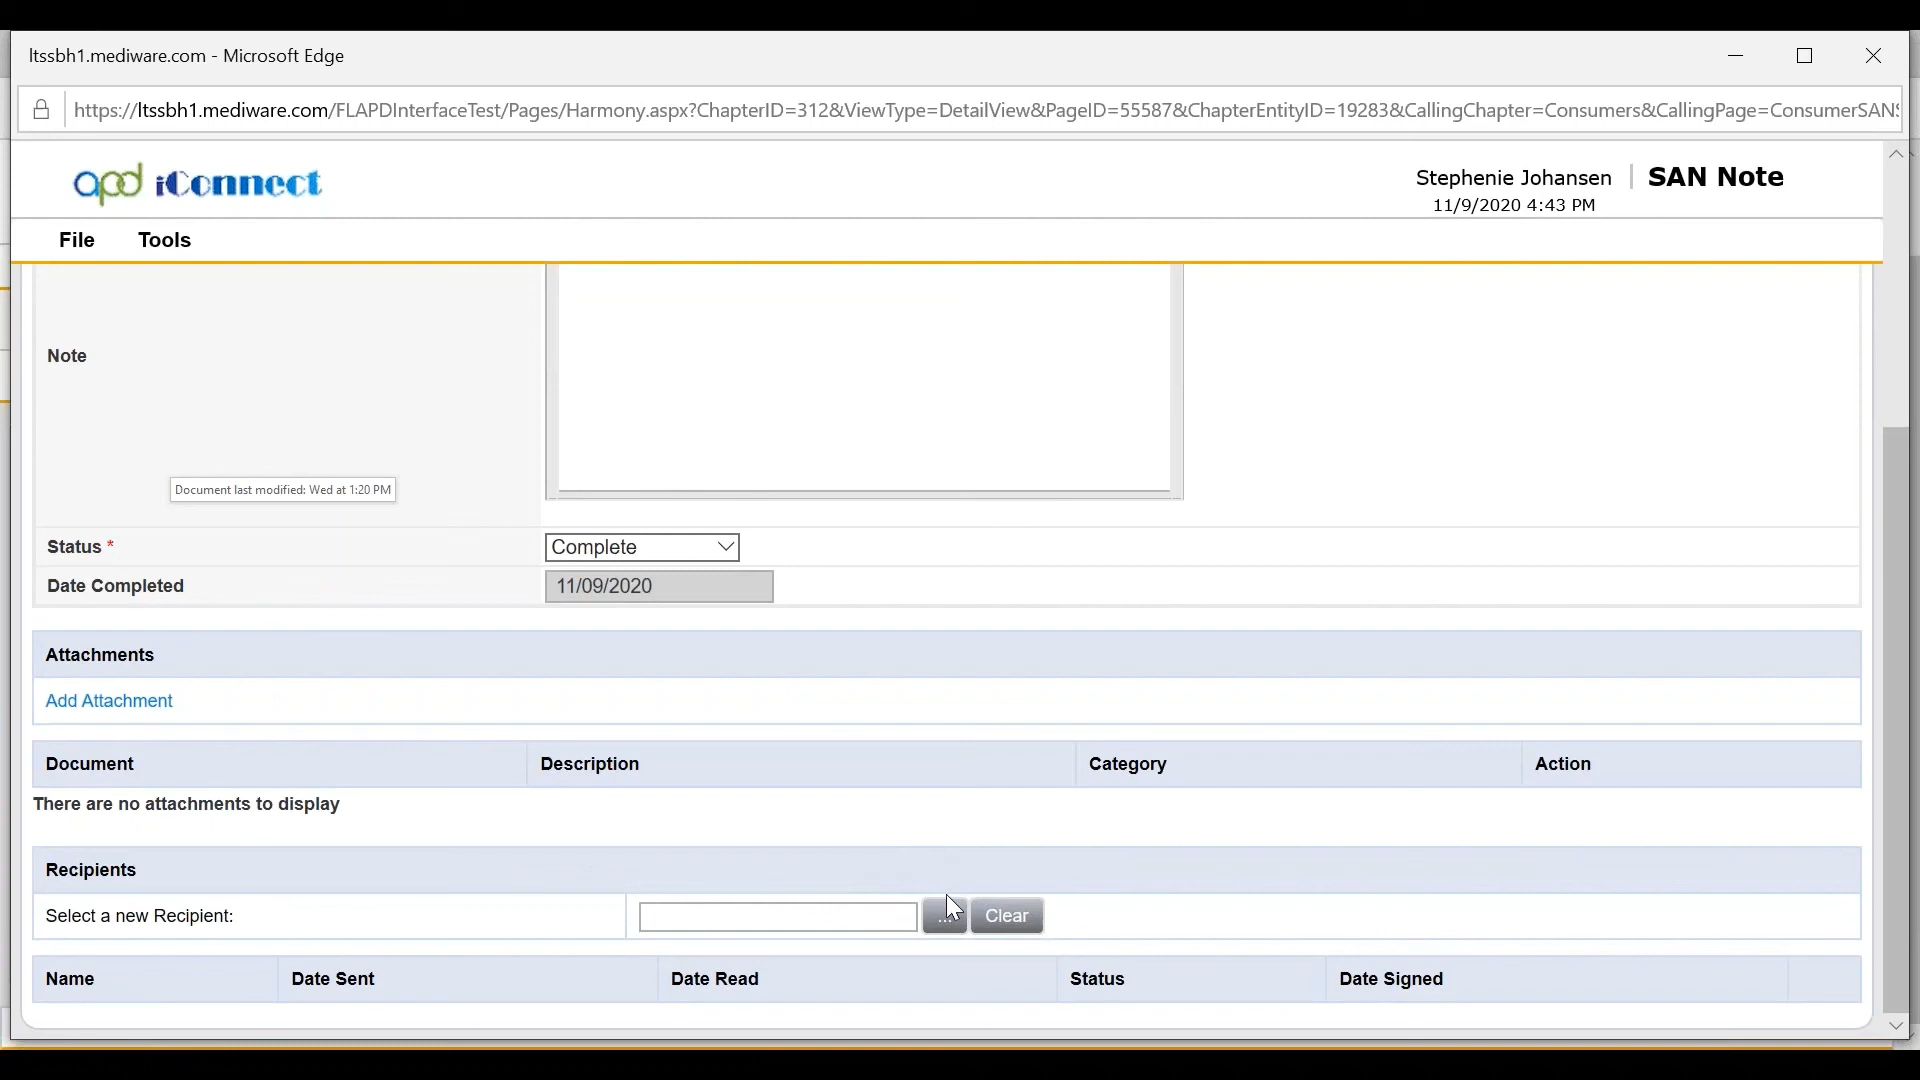 ltssbh1.mediware.com - Microsoft Edge
https://ltssbh1.mediware.com/FLAPDInterfaceTest/Pages/Harmony.aspx?ChapterID=312&ViewType=DetailView&PageID=55587&ChapterEntityID=19283&CallingChapter=Consumers&CallingPage=ConsumerSANS
apd iConnect
Stephenie Johansen
SAN Note
11/9/2020 4:43 PM
File Tools
Note
Document last modified: Wed at 1:20 PM
Status * Complete
Date Completed 11/09/2020
Attachments
Add Attachment
Document Description Category Action
There are no attachments to display
Recipients
Select a new Recipient: ... Clear
Name Date Sent Date Read Status Date Signed